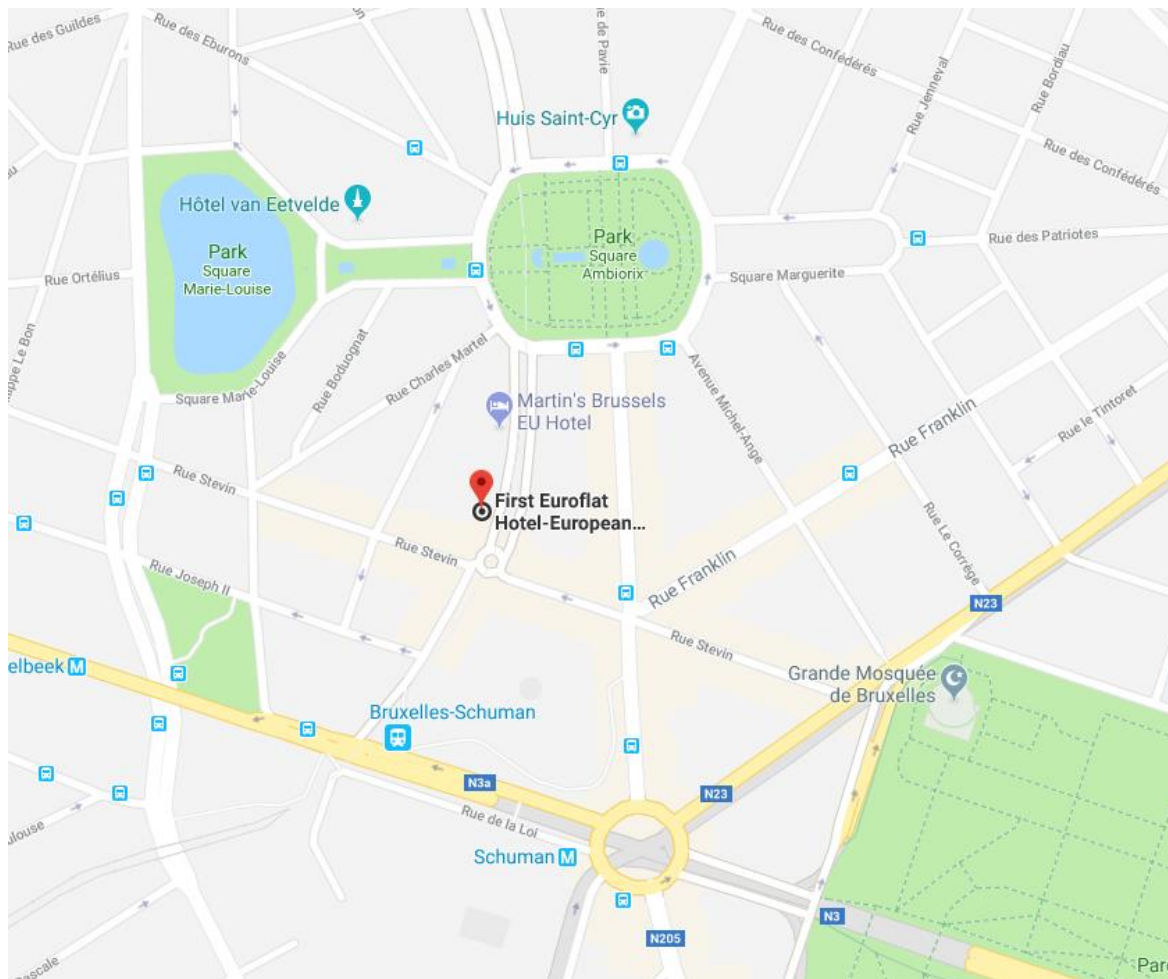 Rue des Guildes
Rue des Eburons
Rue des Confédérés
Rue Jenneval
Rue Bordiau
Huis Saint-Cyr
Rue des Confédérés
Hôtel van Eetvelde
Park
Square
Marie-Louise
Park
Square
Ambiorix
Rue des Patriotes
Rue Ortélius
Square Marguerite
Rue Boduognat
Rue Charles Martel
Square Marie-Louise
Martin's Brussels
EU Hotel
Avenue Michel-Ange
Rue Franklin
Rue le Tintoret
Rue Stevin
First Euroflat
Hotel-European...
Rue Stevin
Rue Joseph II
Rue Franklin
Rue Le Corrège
N23
Rue Stevin
elbeek M
Grande Mosquée
de Bruxelles
Bruxelles-Schuman
N3a
N23
Rue de la Loi
Schuman M
N3
N205